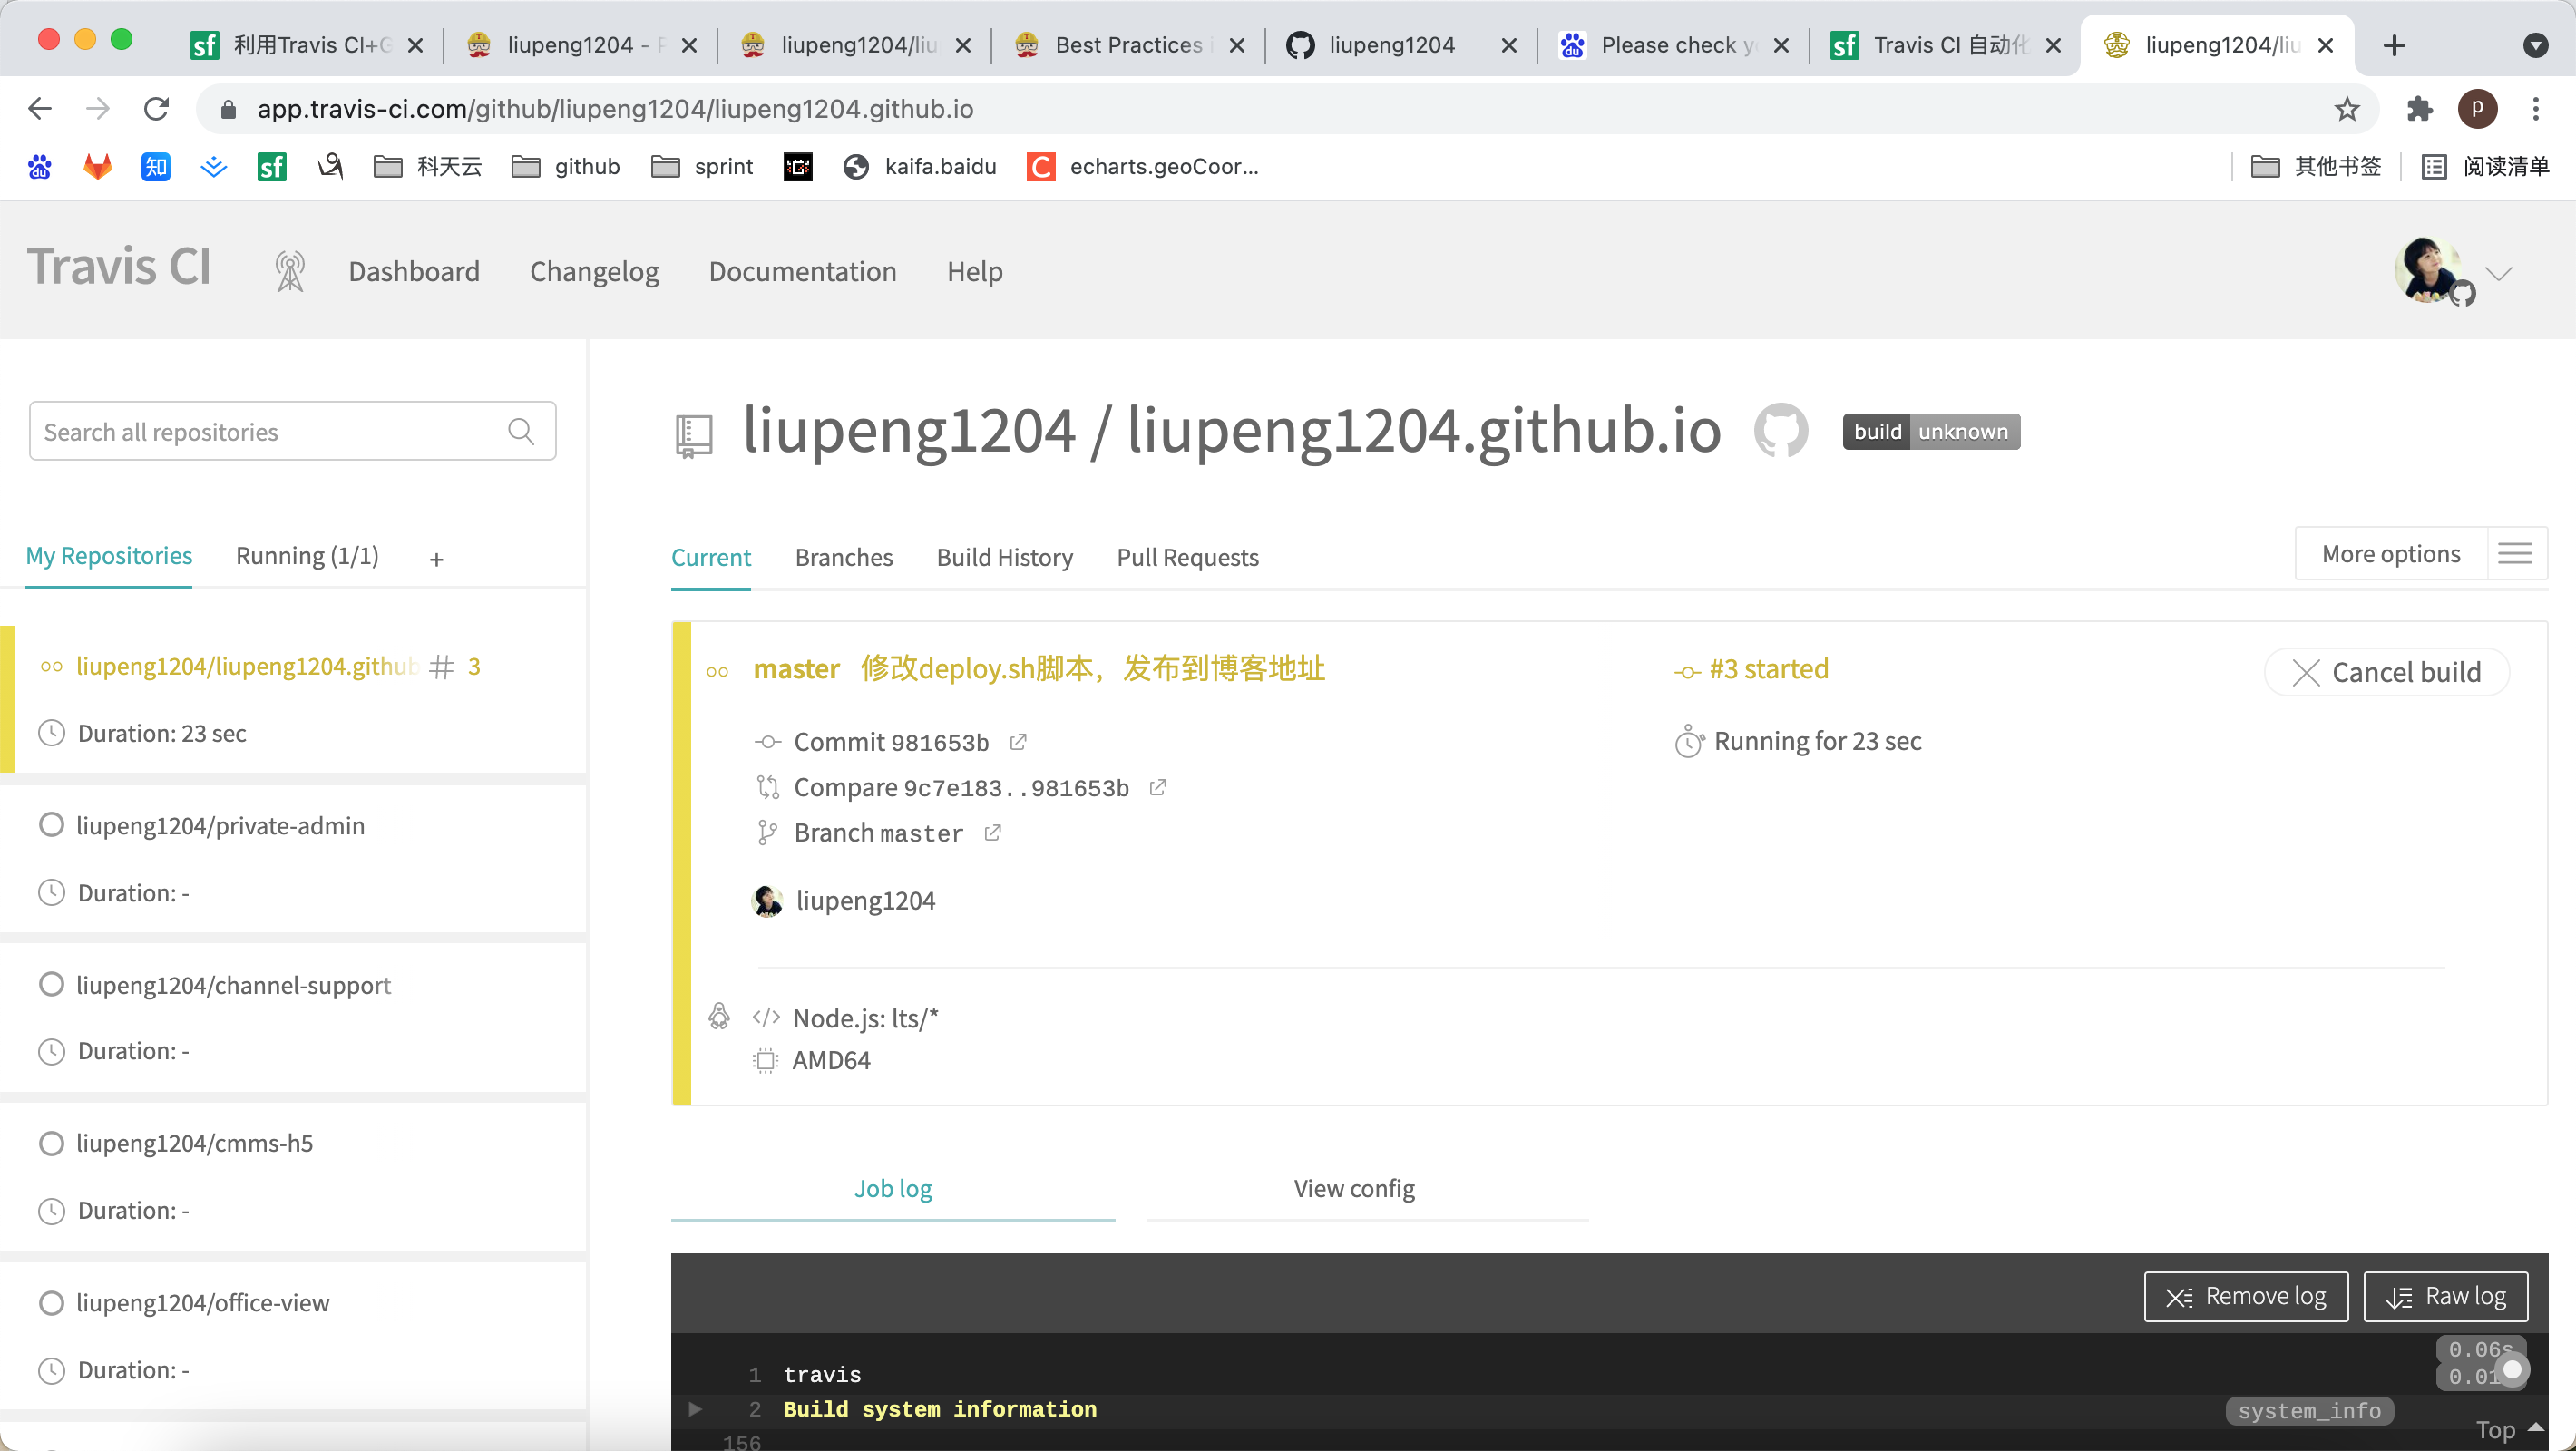 利用Travis CI+G
liupeng1204 -
liupeng1204/liu
Best Practices i
liupeng1204
Please check y
Travis CI 自动化
liupeng1204/liu
app.travis-ci.com/github/liupeng1204/liupeng1204.github.io
p
知
sf
科天云
github
sprint
kaifa.baidu
echarts.geoCoor...
其他书签
阅读清单
Travis CI
Dashboard
Changelog
Documentation
Help
Search all repositories
My Repositories
Running (1/1)
+
liupeng1204/liupeng1204.github # 3
Duration: 23 sec
liupeng1204/private-admin
Duration: -
liupeng1204/channel-support
Duration: -
liupeng1204/cmms-h5
Duration: -
liupeng1204/office-view
Duration: -
liupeng1204 / liupeng1204.github.io
build unknown
Current
Branches
Build History
Pull Requests
More options
master 修改deploy.sh脚本，发布到博客地址
#3 started
Cancel build
Commit 981653b
Running for 23 sec
Compare 9c7e183..981653b
Branch master
liupeng1204
Node.js: lts/*
AMD64
Job log
View config
Remove log
Raw log
0.06s
1 travis
0.01
2 Build system information
system_info
156
Top